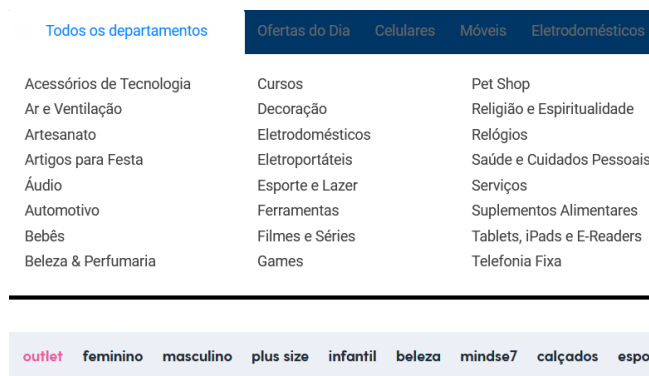 Todos os departamentos Ofertas do Dia Celulares Móveis Eletrodomésticos
Acessórios de Tecnologia Cursos Pet Shop
Ar e Ventilação Decoração Religião e Espiritualidade
Artesanato Eletrodomésticos Relógios
Artigos para Festa Eletroportáteis Saúde e Cuidados Pessoais
Áudio Esporte e Lazer Serviços
Automotivo Ferramentas Suplementos Alimentares
Bebês Filmes e Séries Tablets, iPads e E-Readers
Beleza & Perfumaria Games Telefonia Fixa
outlet feminino masculino plus size infantil beleza mindse7 calçados espo